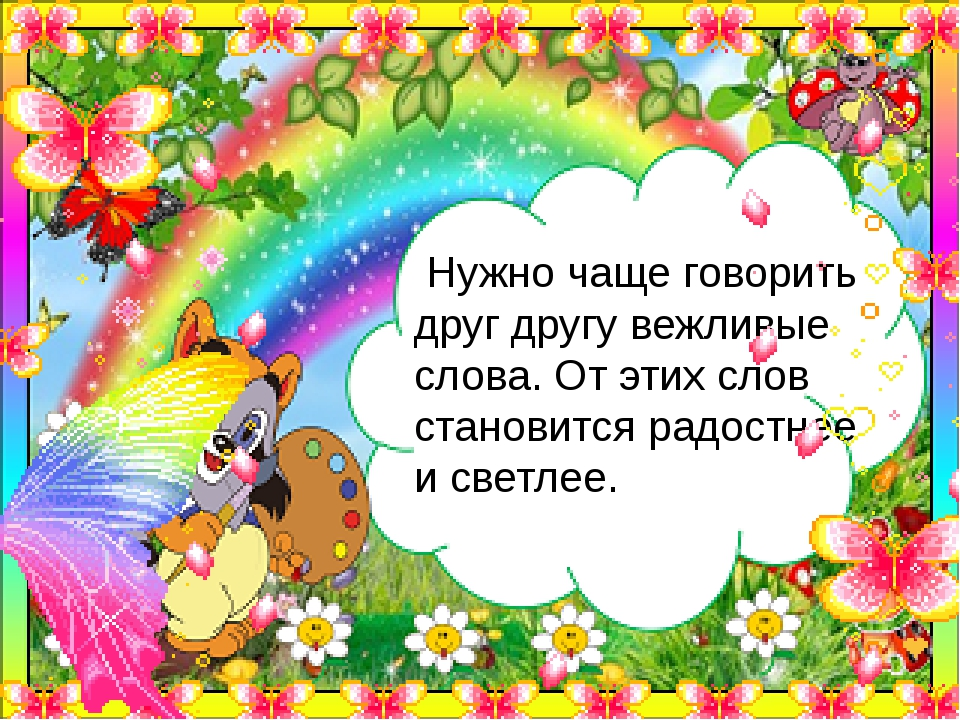 Нужно чаще говорить
друг другу вежливые
слова. От этих слов
становится радостнее
и светлее.